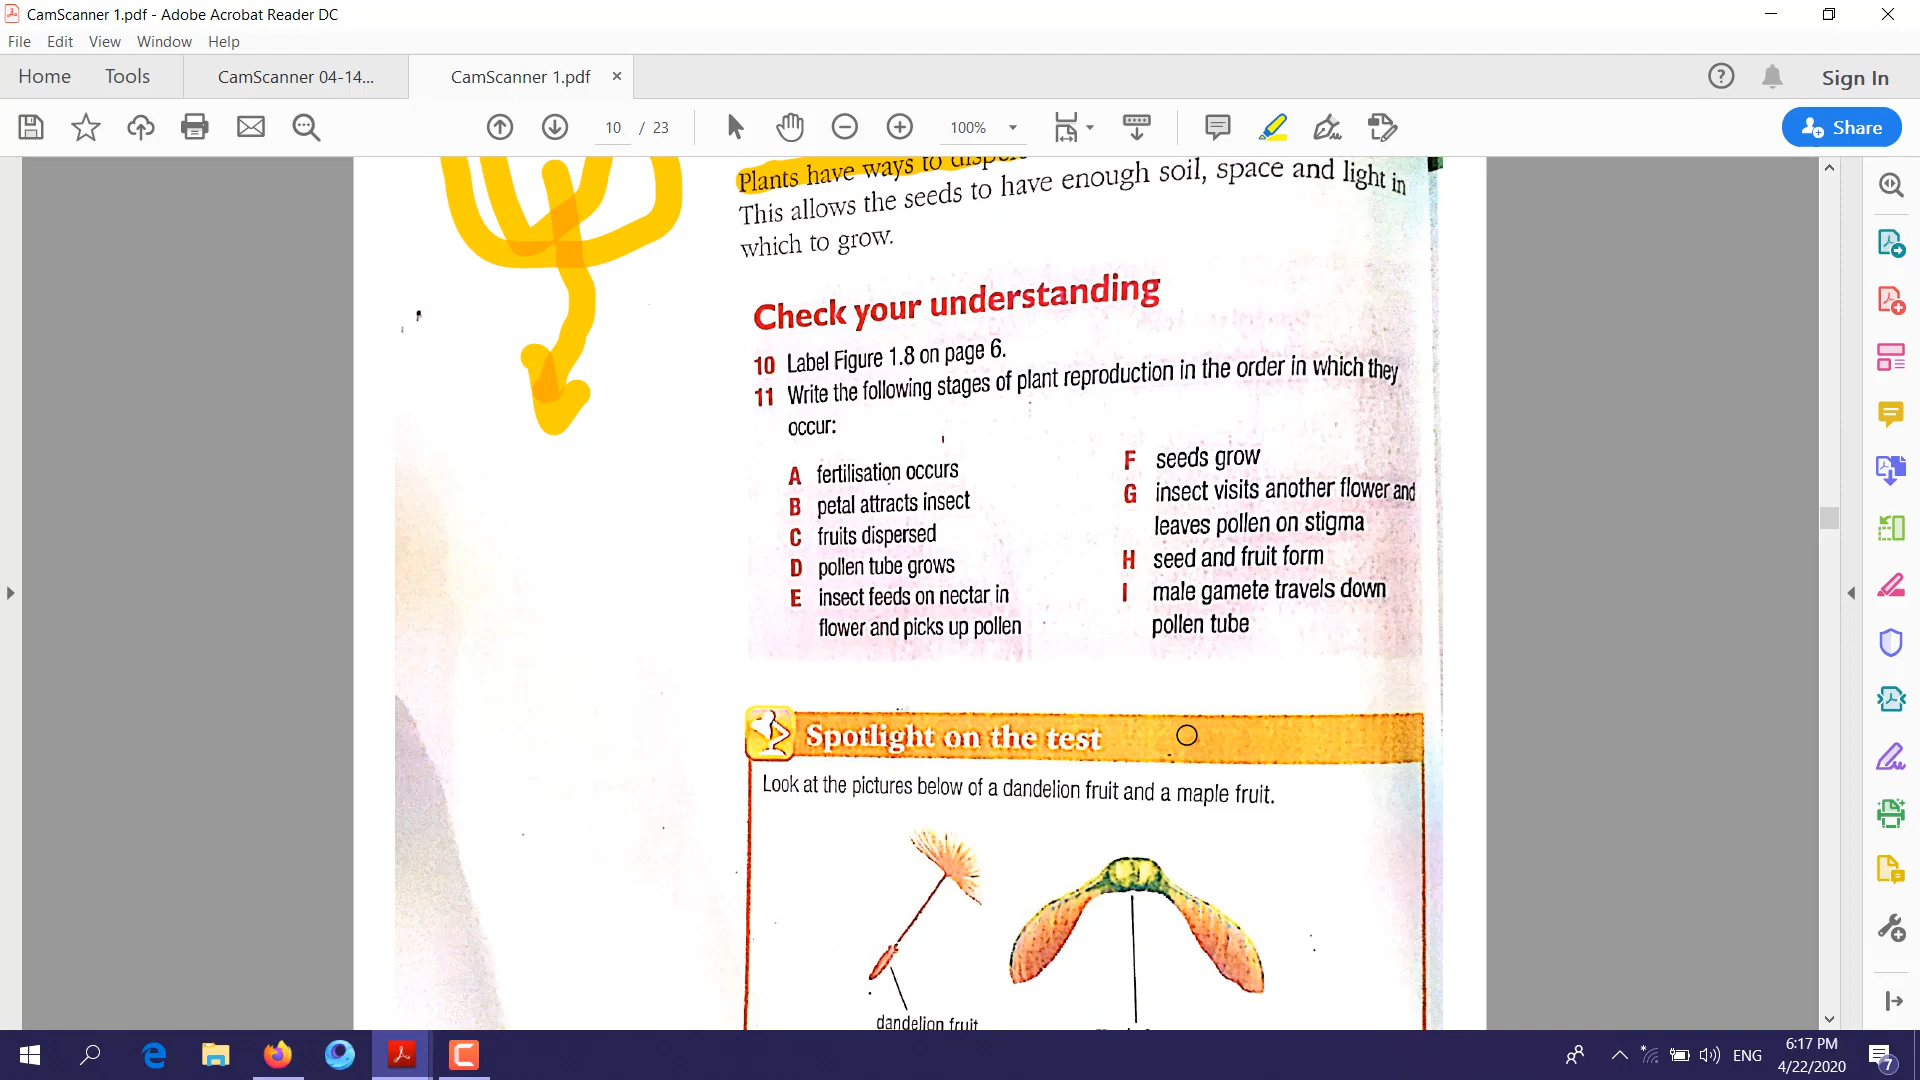 CamScanner 1.pdf - Adobe Acrobat Reader DC
File Edit View Window Help
Home Tools CamScanner 04-14... CamScanner 1.pdf × Sign In
10 / 23 100% Share
Plants have ways to
This allows the seeds to have enough soil, space and light in
which to grow.
Check your understanding
10 Label Figure 1.8 on page 6.
11 Write the following stages of plant reproduction in the order in which they
occur:
A fertilisation occurs
B petal attracts insect
C fruits dispersed
D pollen tube grows
E insect feeds on nectar in
flower and picks up pollen
F seeds grow
G insect visits another flower and
leaves pollen on stigma
H seed and fruit form
I male gamete travels down
pollen tube
Spotlight on the test
Look at the pictures below of a dandelion fruit and a maple fruit.
dandelion fruit
ENG
6:17 PM
4/22/2020
7